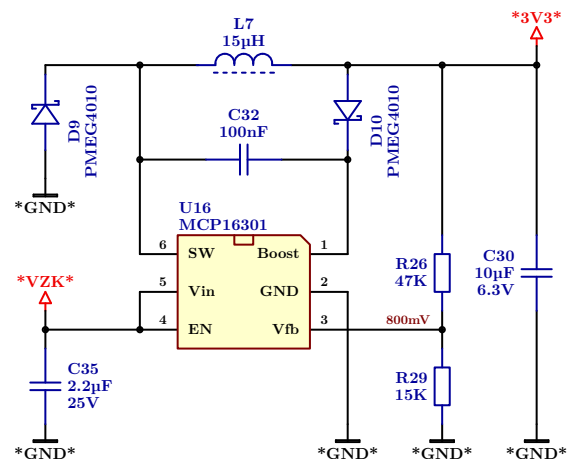 L7
15µH
*3V3*
D9
PMEG4010
C32
100nF
D10
PMEG4010
*GND*
U16
MCP16301
6 SW Boost 1
5 Vin GND 2
4 EN Vfb 3
*VZK*
800mV
R26
47K
C30
10µF
6.3V
C35
2.2µF
25V
R29
15K
*GND* *GND* *GND* *GND*